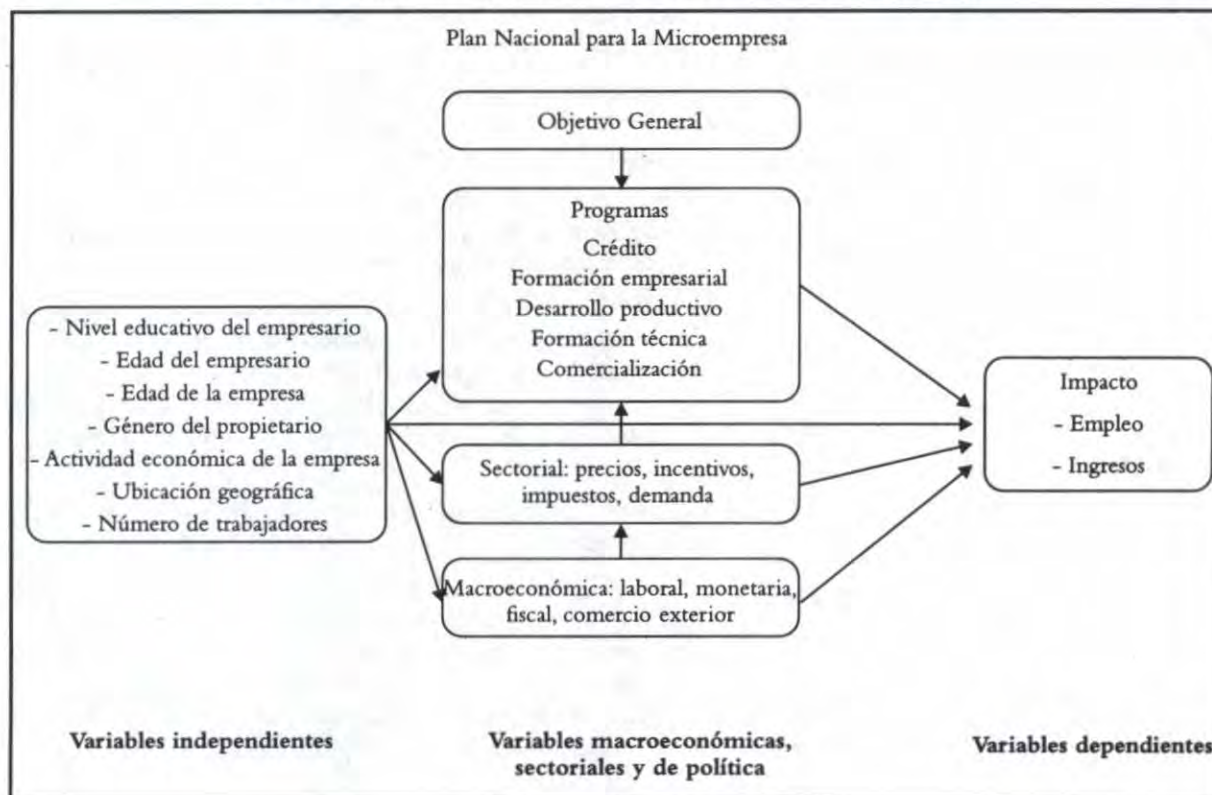 Plan Nacional para la Microempresa
Objetivo General
Programas
Crédito
Formación empresarial
Desarrollo productivo
Formación técnica
Comercialización
- Nivel educativo del empresario
- Edad del empresario
- Edad de la empresa
- Género del propietario
- Actividad económica de la empresa
- Ubicación geográfica
- Número de trabajadores
Sectorial: precios, incentivos,
impuestos, demanda
Macroeconómica: laboral, monetaria,
fiscal, comercio exterior
Impacto
- Empleo
- Ingresos
Variables independientes
Variables macroeconómicas,
sectoriales y de política
Variables dependientes